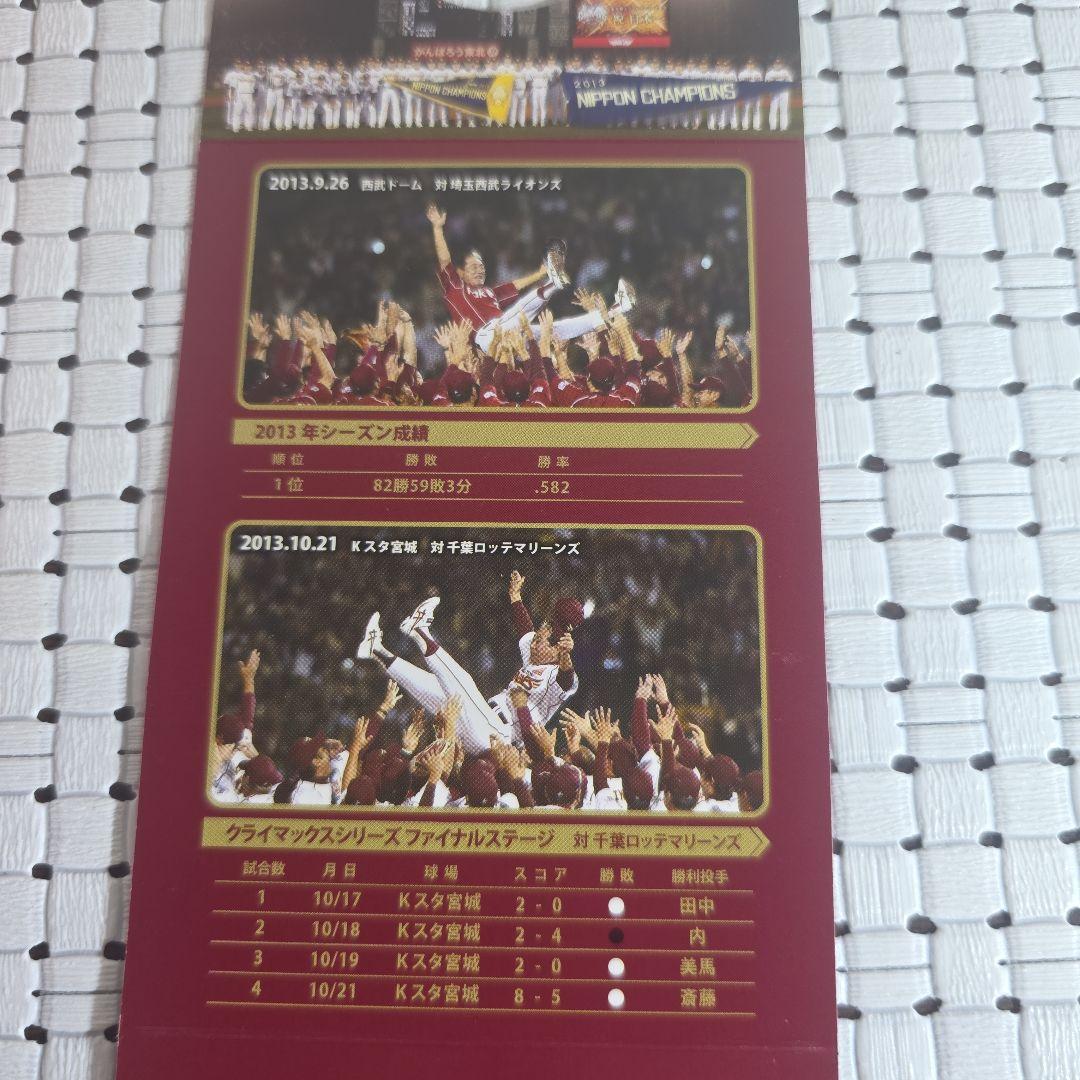 がんばろう東北
NIPPON CHAMPIONS
2013
NIPPON CHAMPIONS
2013.9.26 西武ドーム 対 埼玉西武ライオンズ
2013 年シーズン成績
順位 勝敗 勝率
1位 82勝59敗3分 .582
2013.10.21 Kスタ宮城 対 千葉ロッテマリーンズ
クライマックスシリーズ ファイナルステージ 対 千葉ロッテマリーンズ
試合数 月日 球場 スコア 勝敗 勝利投手
1 10/17 Kスタ宮城 2 - 0 ○ 田中
2 10/18 Kスタ宮城 2 - 4 ● 内
3 10/19 Kスタ宮城 2 - 0 ○ 美馬
4 10/21 Kスタ宮城 8 - 5 ○ 斎藤